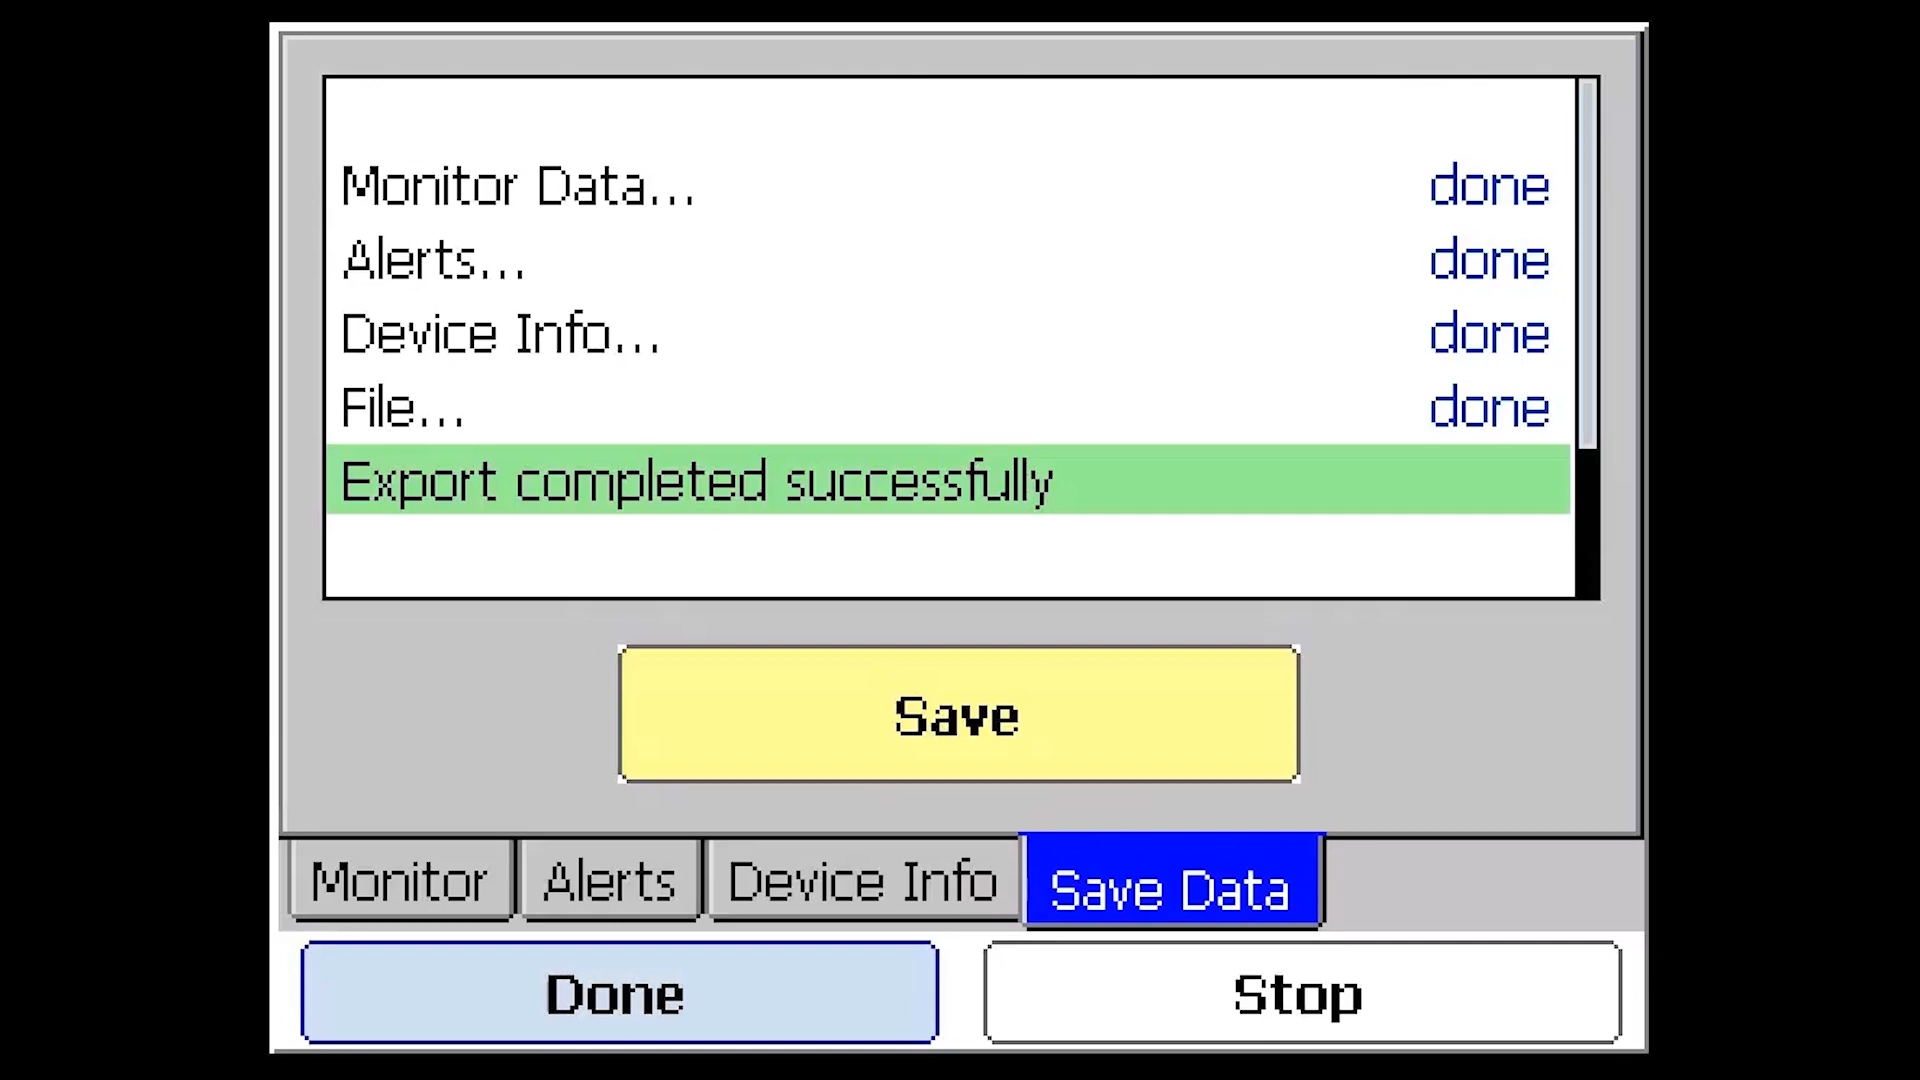 Monitor Data... done
Alerts... done
Device Info... done
File... done
Export completed successfully
Save
Monitor Alerts Device Info Save Data
Done Stop